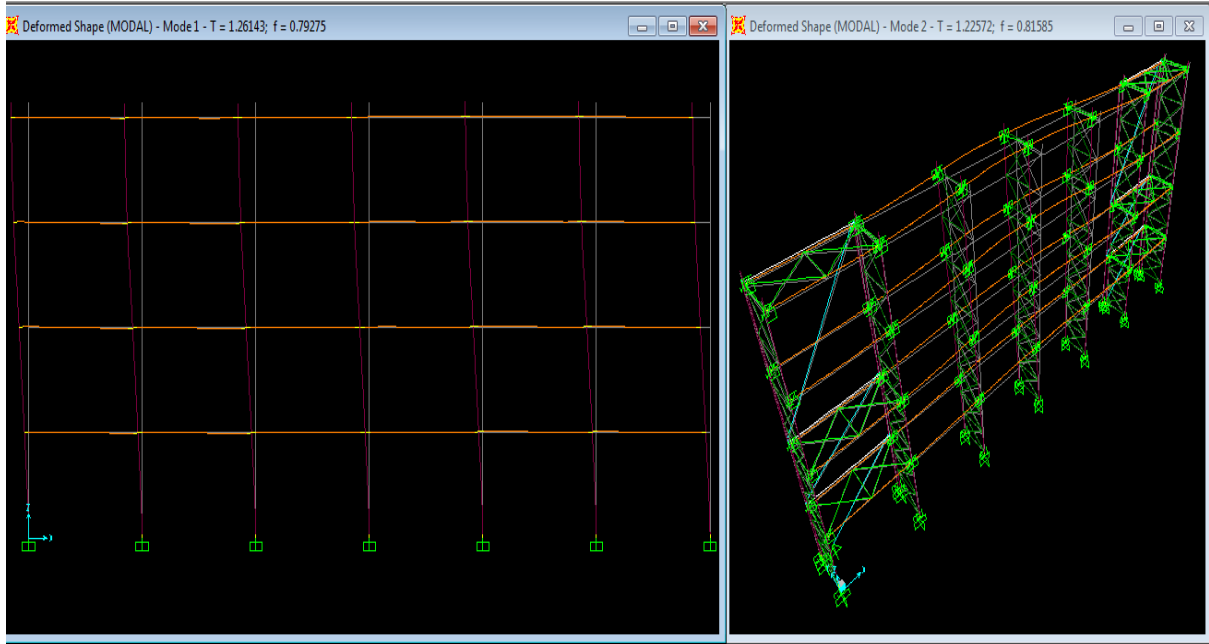 Deformed Shape (MODAL) - Mode 1 - T = 1.26143; f = 0.79275
Deformed Shape (MODAL) - Mode 2 - T = 1.22572; f = 0.81585
Z